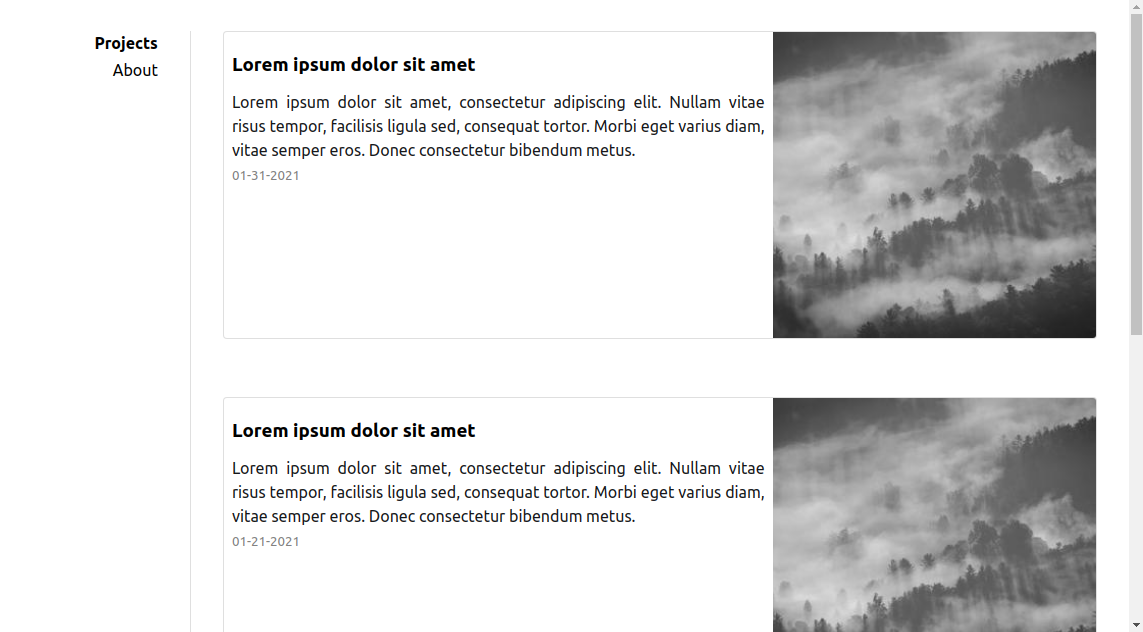 Projects
About
Lorem ipsum dolor sit amet
Lorem ipsum dolor sit amet, consectetur adipiscing elit. Nullam vitae
risus tempor, facilisis ligula sed, consequat tortor. Morbi eget varius diam,
vitae semper eros. Donec consectetur bibendum metus.
01-31-2021
Lorem ipsum dolor sit amet
Lorem ipsum dolor sit amet, consectetur adipiscing elit. Nullam vitae
risus tempor, facilisis ligula sed, consequat tortor. Morbi eget varius diam,
vitae semper eros. Donec consectetur bibendum metus.
01-21-2021